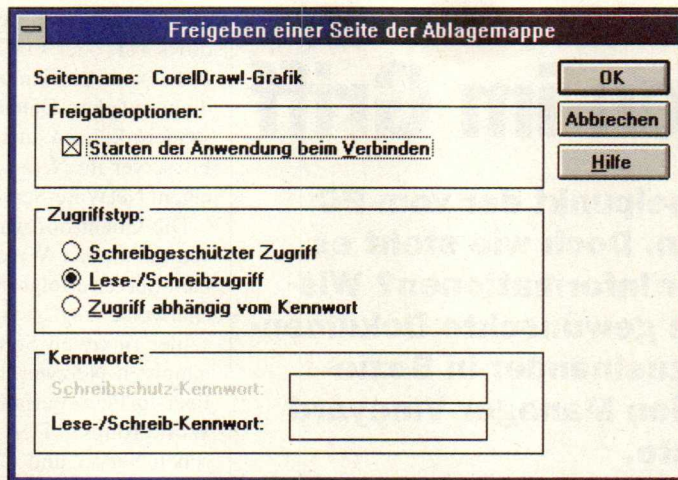 Freigeben einer Seite der Ablagemappe
Seitenname: CorelDraw!-Grafik
OK
Abbrechen
Hilfe
Freigabeoptionen:
Starten der Anwendung beim Verbinden
Zugriffstyp:
Schreibgeschützter Zugriff
Lese-/Schreibzugriff
Zugriff abhängig vom Kennwort
Kennworte:
Schreibschutz-Kennwort:
Lese-/Schreib-Kennwort: